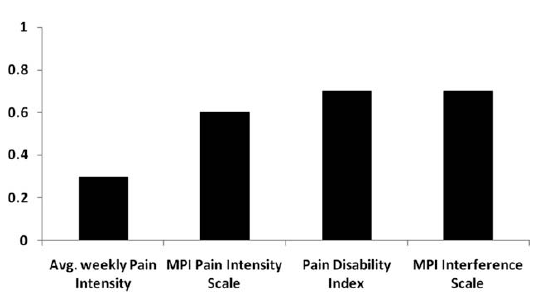 1
0.8
0.6
0.4
0.2
0
Avg. weekly Pain Intensity
MPI Pain Intensity Scale
Pain Disability Index
MPI Interference Scale